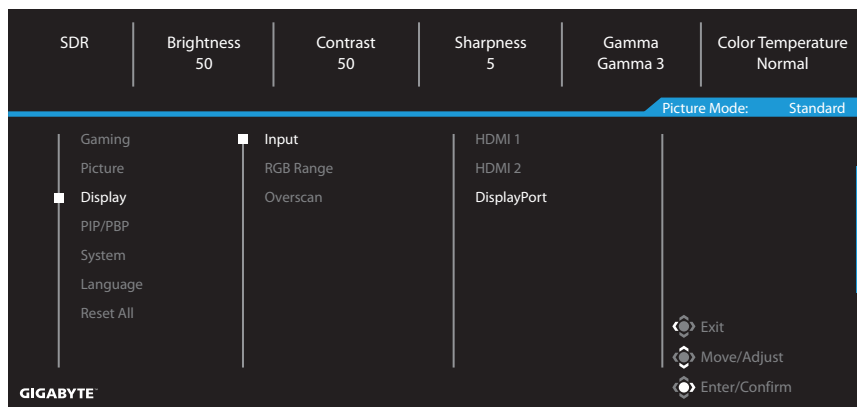 SDR
Brightness
50
Contrast
50
Sharpness
5
Gamma
Gamma 3
Color Temperature
Normal
Picture Mode: Standard
Gaming
Picture
Display
PIP/PBP
System
Language
Reset All
Input
RGB Range
Overscan
HDMI 1
HDMI 2
DisplayPort
Exit
Move/Adjust
Enter/Confirm
GIGABYTE™